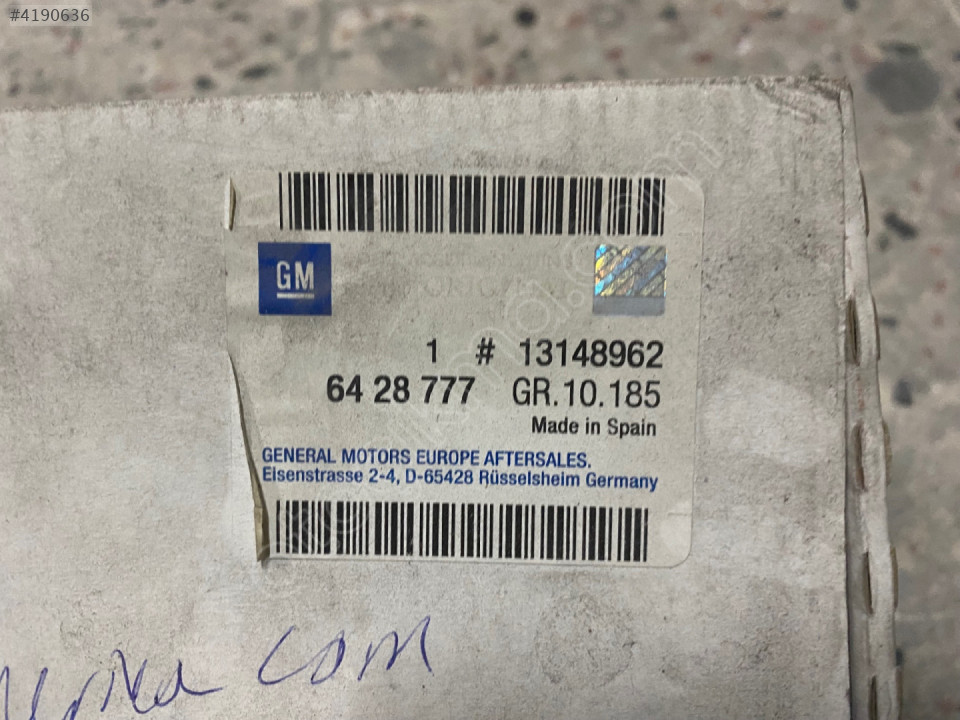 #4190636
GM
1 # 13148962
64 28 777 GR.10.185
Made in Spain
GENERAL MOTORS EUROPE AFTERSALES,
Eisenstrasse 2-4, D-65428 Rüsselsheim Germany
com